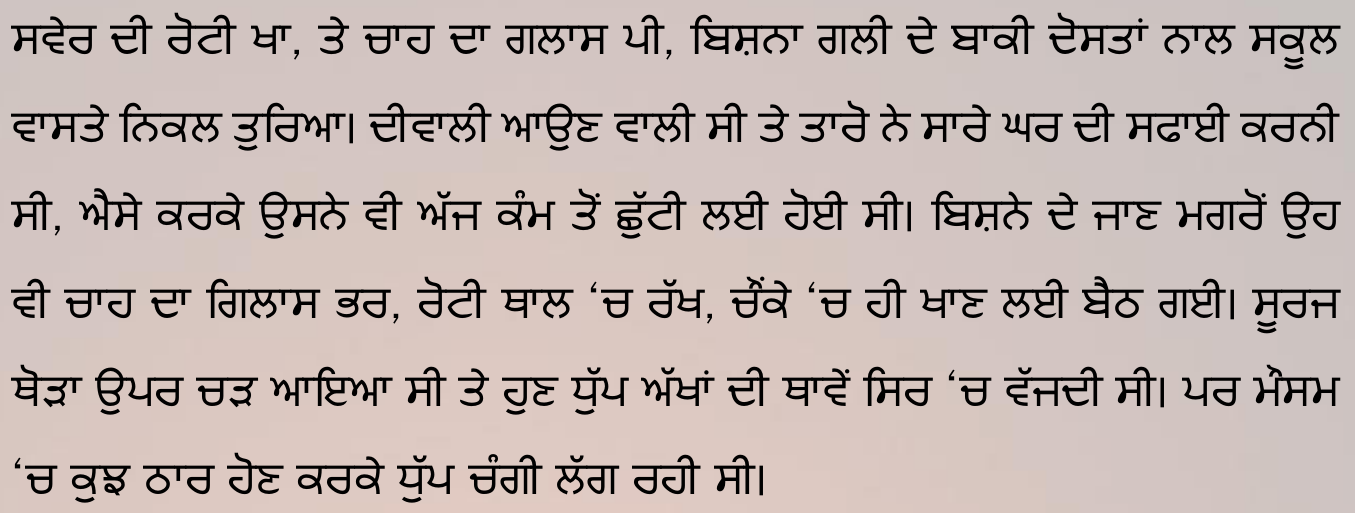 ਸਵੇਰ ਦੀ ਰੋਟੀ ਖਾ, ਤੇ ਚਾਹ ਦਾ ਗਲਾਸ ਪੀ, ਬਿਸ਼ਨਾ ਗਲੀ ਦੇ ਬਾਕੀ ਦੋਸਤਾਂ ਨਾਲ ਸਕੂਲ
ਵਾਸਤੇ ਨਿਕਲ ਤੁਰਿਆ। ਦੀਵਾਲੀ ਆਉਣ ਵਾਲੀ ਸੀ ਤੇ ਤਾਰੋ ਨੇ ਸਾਰੇ ਘਰ ਦੀ ਸਫਾਈ ਕਰਨੀ
ਸੀ, ਐਸੇ ਕਰਕੇ ਉਸਨੇ ਵੀ ਅੱਜ ਕੰਮ ਤੋਂ ਛੁੱਟੀ ਲਈ ਹੋਈ ਸੀ। ਬਿਸ਼ਨੇ ਦੇ ਜਾਣ ਮਗਰੋਂ ਉਹ
ਵੀ ਚਾਹ ਦਾ ਗਿਲਾਸ ਭਰ, ਰੋਟੀ ਥਾਲ ‘ਚ ਰੱਖ, ਚੌਂਕੇ ‘ਚ ਹੀ ਖਾਣ ਲਈ ਬੈਠ ਗਈ। ਸੂਰਜ
ਥੋੜਾ ਉਪਰ ਚੜ ਆਇਆ ਸੀ ਤੇ ਹੁਣ ਧੁੱਪ ਅੱਖਾਂ ਦੀ ਥਾਵੇਂ ਸਿਰ ‘ਚ ਵੱਜਦੀ ਸੀ। ਪਰ ਮੌਸਮ
‘ਚ ਕੁਝ ਠਾਰ ਹੋਣ ਕਰਕੇ ਧੁੱਪ ਚੰਗੀ ਲੱਗ ਰਹੀ ਸੀ।